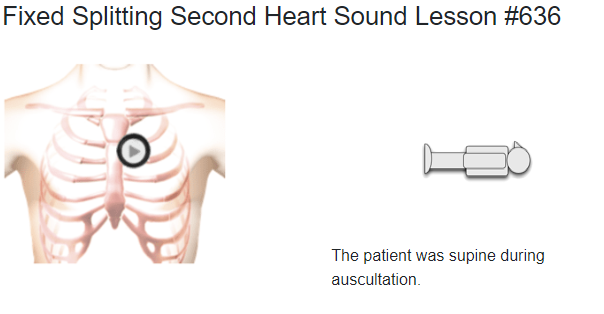 Fixed Splitting Second Heart Sound Lesson #636
The patient was supine during
auscultation.